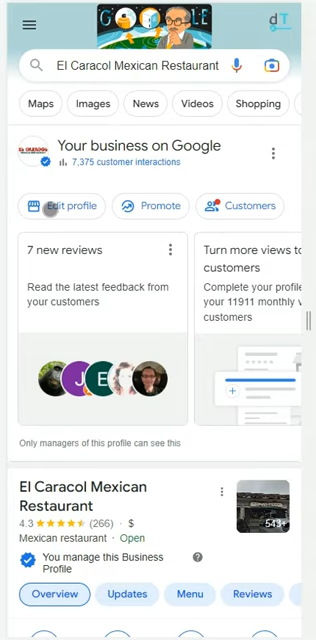 GOOGLE
dT
El Caracol Mexican Restaurant
Maps
Images
News
Videos
Shopping
Your business on Google
7,375 customer interactions
Edit profile
Promote
Customers
7 new reviews
Read the latest feedback from
your customers
J
E
Turn more views to
customers
Complete your profile
your 11911 monthly v
customers
Only managers of this profile can see this
El Caracol Mexican
Restaurant
4.3 (266) · $
Mexican restaurant · Open
You manage this Business
Profile
543+
Overview
Updates
Menu
Reviews